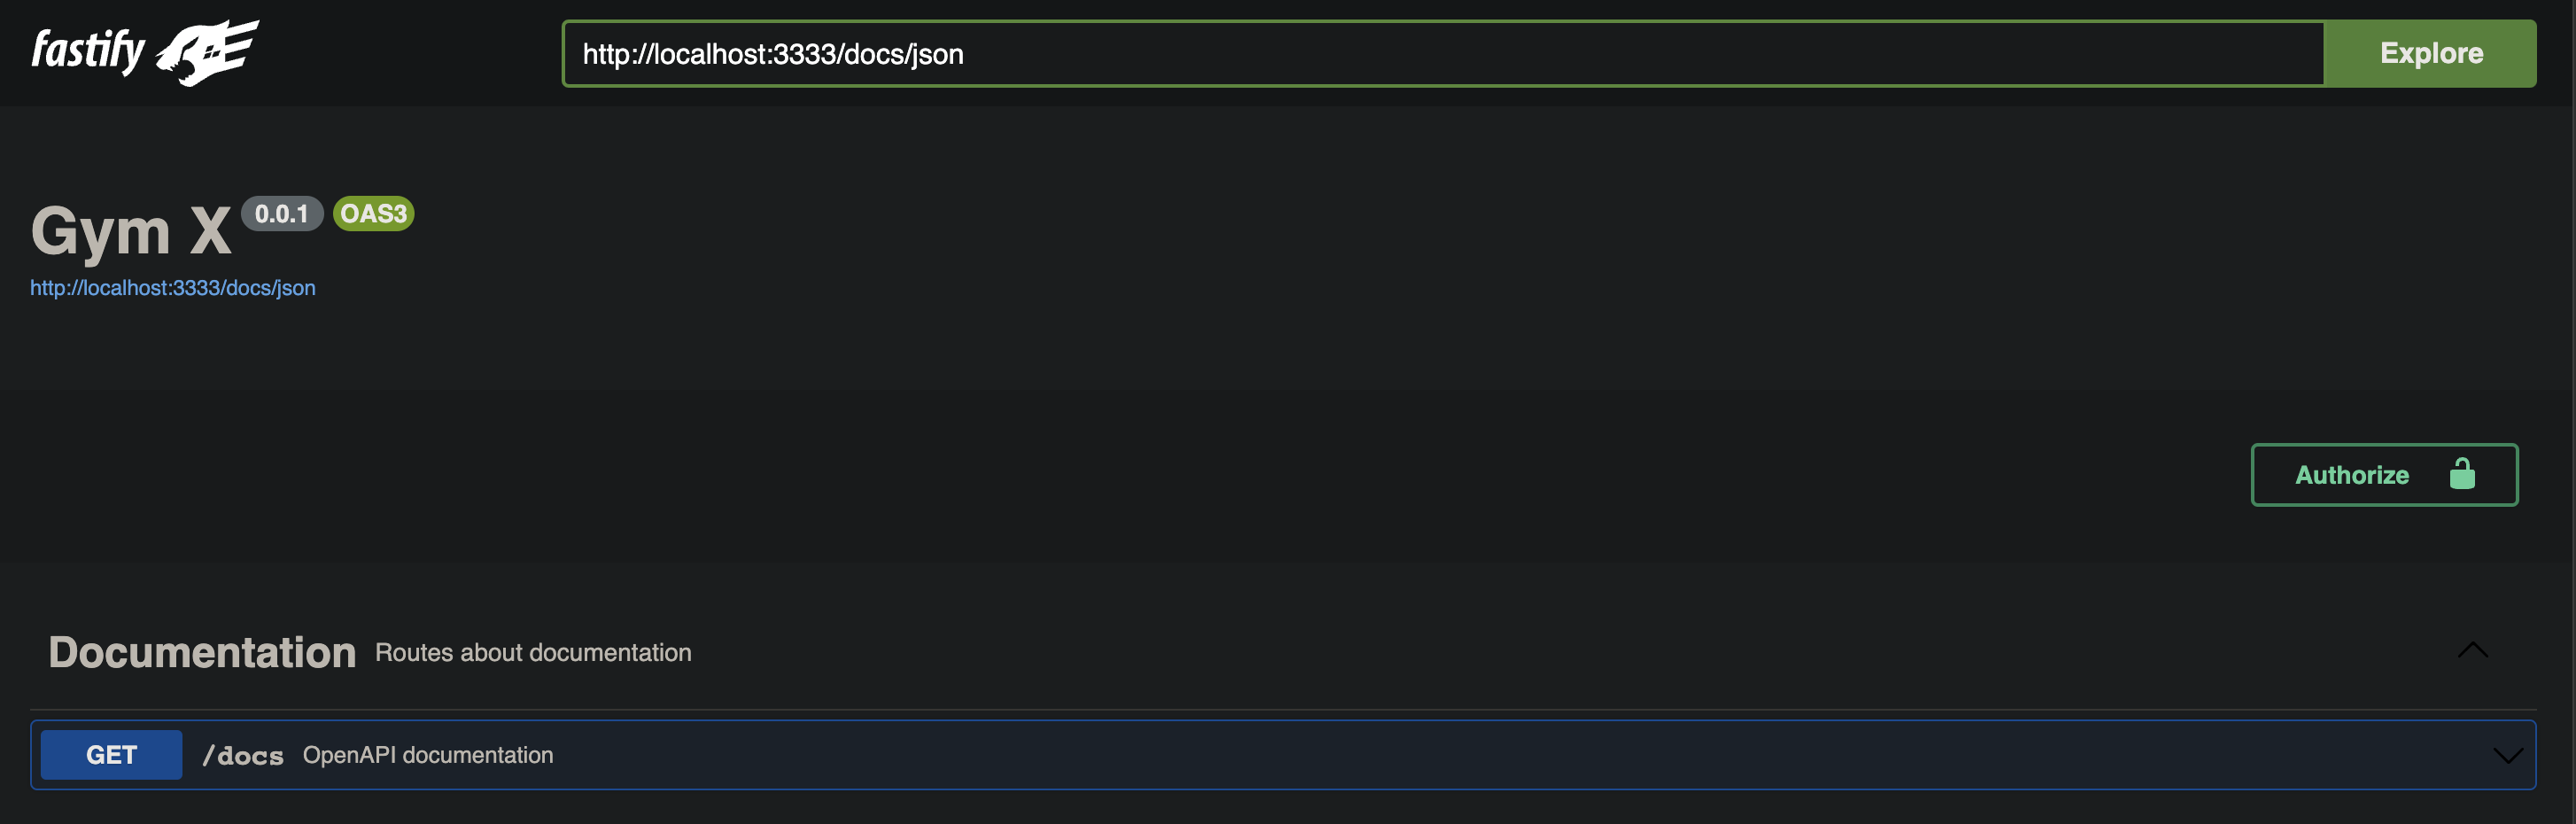 fastify
http://localhost:3333/docs/json
Explore
Gym X 0.0.1 OAS3
http://localhost:3333/docs/json
Authorize
Documentation Routes about documentation
GET /docs OpenAPI documentation